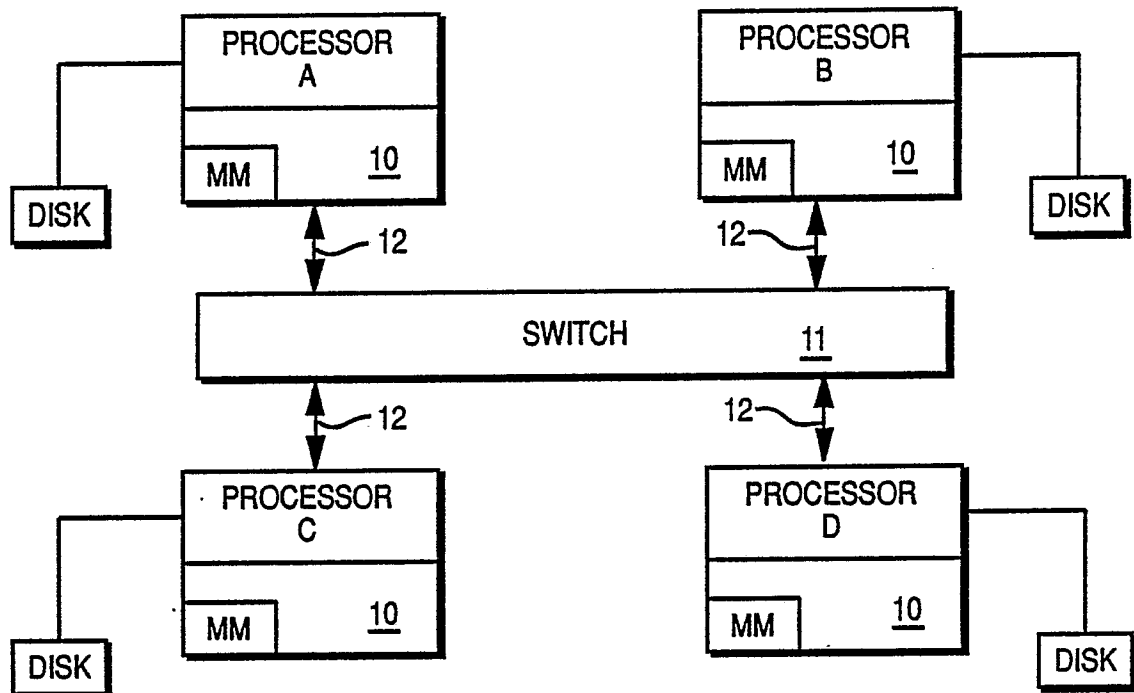 PROCESSOR
A
MM
10
DISK
12
PROCESSOR
B
MM
10
DISK
12
SWITCH
11
12
PROCESSOR
C
MM
10
DISK
12
PROCESSOR
D
MM
10
DISK